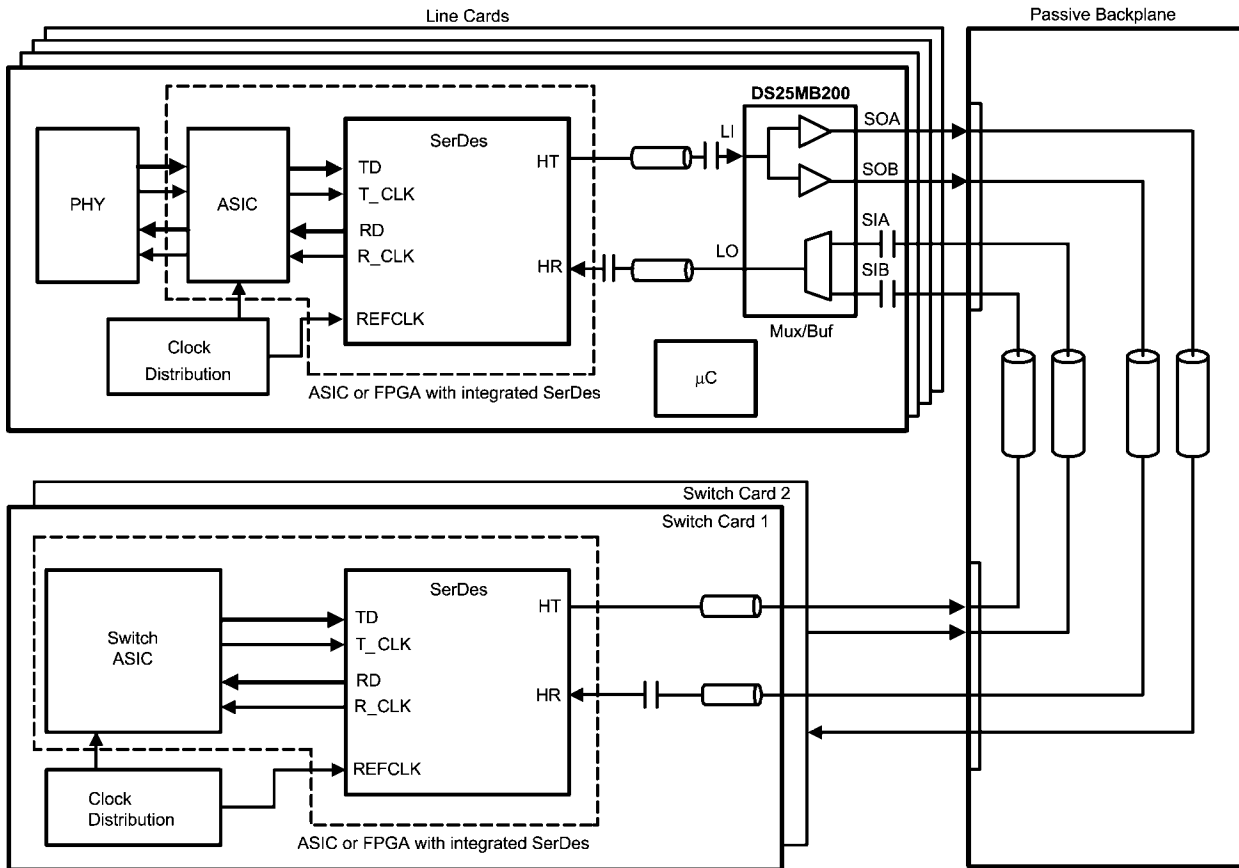 Line Cards
Passive Backplane
DS25MB200
SerDes
SOA
LI
HT
TD
SOB
T_CLK
PHY
ASIC
SIA
RD
LO
R_CLK
HR
SIB
REFCLK
Mux/Buf
Clock
Distribution
μC
ASIC or FPGA with integrated SerDes
Switch Card 2
Switch Card 1
SerDes
HT
TD
Switch
ASIC
T_CLK
RD
HR
R_CLK
REFCLK
Clock
Distribution
ASIC or FPGA with integrated SerDes